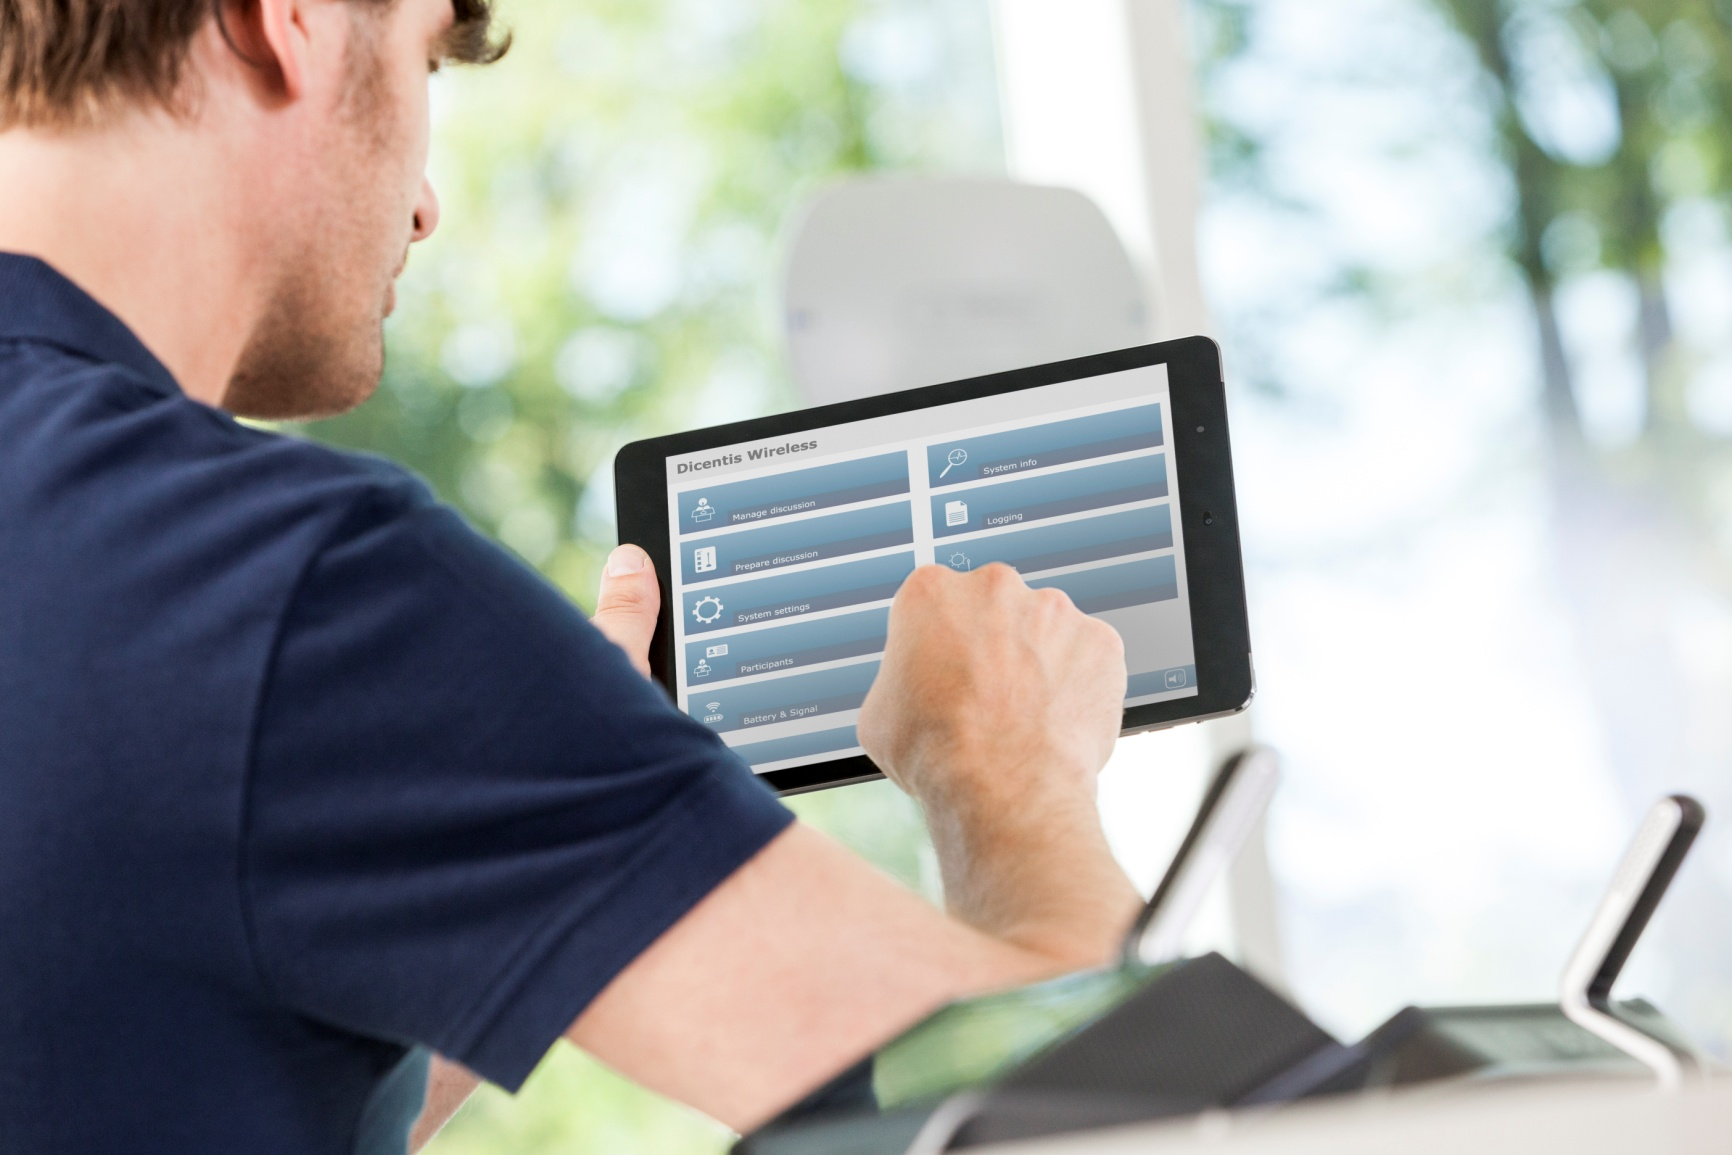 Dicentis Wireless
Manage discussion
Prepare discussion
System settings
Participants
Battery & Signal
System info
Logging